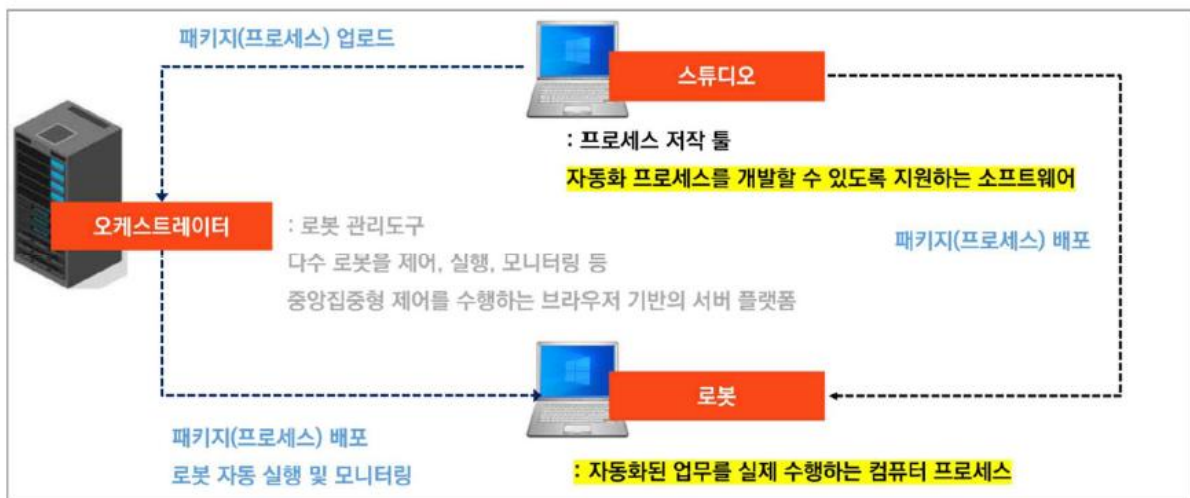 패키지(프로세스) 업로드
스튜디오
: 프로세스 저작 툴
자동화 프로세스를 개발할 수 있도록 지원하는 소프트웨어
오케스트레이터
: 로봇 관리도구
다수 로봇을 제어, 실행, 모니터링 등
중앙집중형 제어를 수행하는 브라우저 기반의 서버 플랫폼
패키지(프로세스) 배포
로봇
패키지(프로세스) 배포
로봇 자동 실행 및 모니터링
: 자동화된 업무를 실제 수행하는 컴퓨터 프로세스